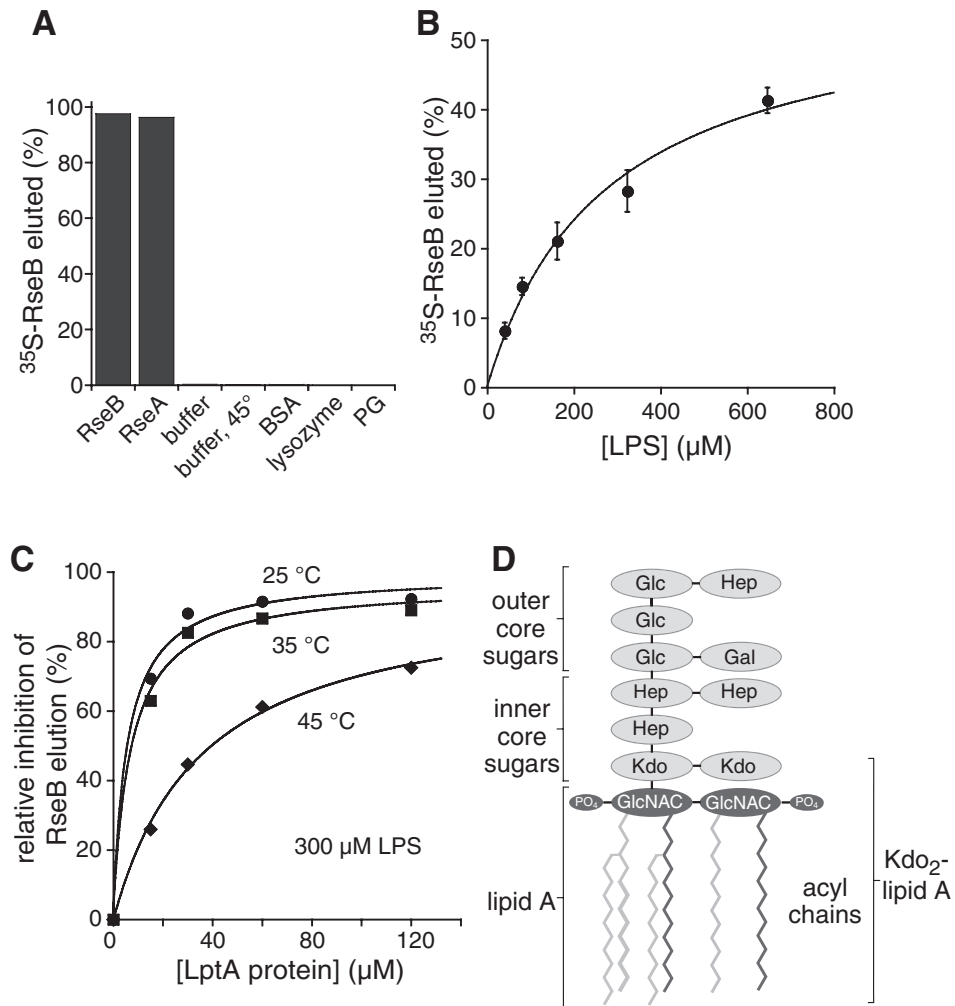 A
35S-RseB eluted (%)
100
80
60
40
20
0
RseB
RseA
buffer
buffer, 45°
BSA
lysozyme
PG
B
35S-RseB eluted (%)
50
40
30
20
10
0
0
200
400
600
800
[LPS] (µM)
C
relative inhibition of
RseB elution (%)
100
80
60
40
20
0
25 °C
35 °C
45 °C
300 µM LPS
0
40
80
120
[LptA protein] (µM)
D
outer
core
sugars
Glc
Hep
Glc
Glc
Gal
inner
core
sugars
Hep
Hep
Hep
Kdo
Kdo
PO4
GlcNAC
GlcNAC
PO4
lipid A
acyl
chains
Kdo2-
lipid A